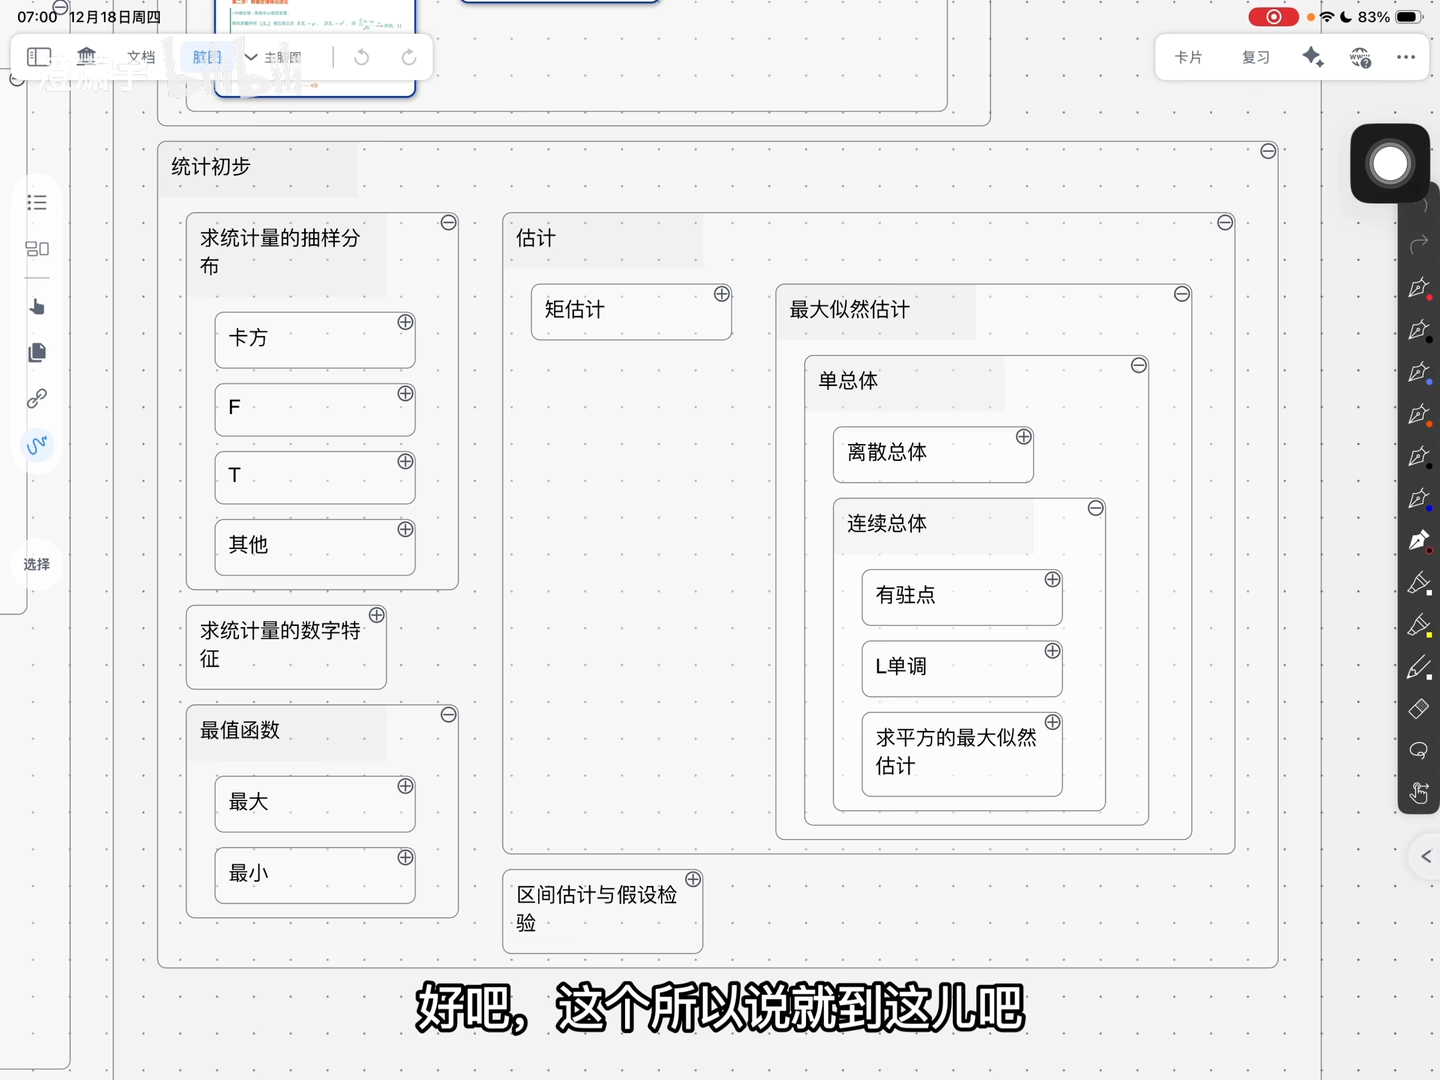 07:00 12月18日周四
83%
文档
脑图
主脑图
卡片
复习
统计初步
求统计量的抽样分
布
卡方
F
T
其他
求统计量的数字特
征
最值函数
最大
最小
估计
矩估计
最大似然估计
单总体
离散总体
连续总体
有驻点
L单调
求平方的最大似然
估计
区间估计与假设检
验
选择
好吧，这个所以说就到这儿吧